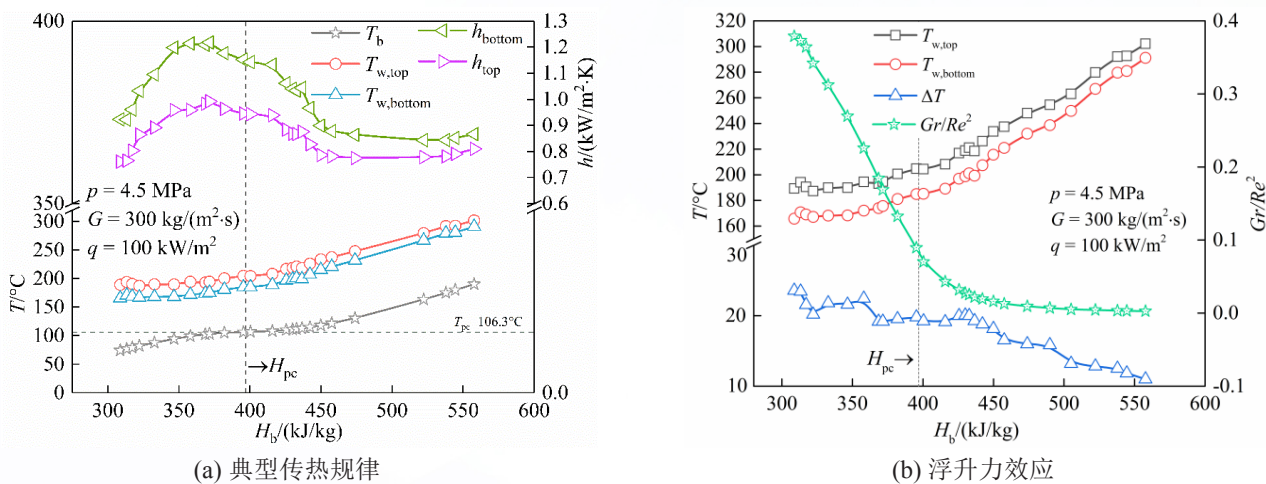 400
350
300
250
200
150
100
50
0
T/°C
1.3
1.2
1.1
1.0
0.9
0.8
0.7
0.6
0.0
h/(kW/m²·K)
T_b
T_w,top
T_w,bottom
h_bottom
h_top
p = 4.5 MPa
G = 300 kg/(m²·s)
q = 100 kW/m²
T_pc 106.3°C
→H_pc
300 350 400 450 500 550 600
H_b/(kJ/kg)
(a) 典型传热规律
320
300
280
260
240
220
200
180
160
30
20
10
T/°C
0.4
0.3
0.2
0.1
0.0
-0.1
Gr/Re²
T_w,top
T_w,bottom
ΔT
Gr/Re²
p = 4.5 MPa
G = 300 kg/(m²·s)
q = 100 kW/m²
H_pc →
300 350 400 450 500 550 600
H_b/(kJ/kg)
(b) 浮升力效应